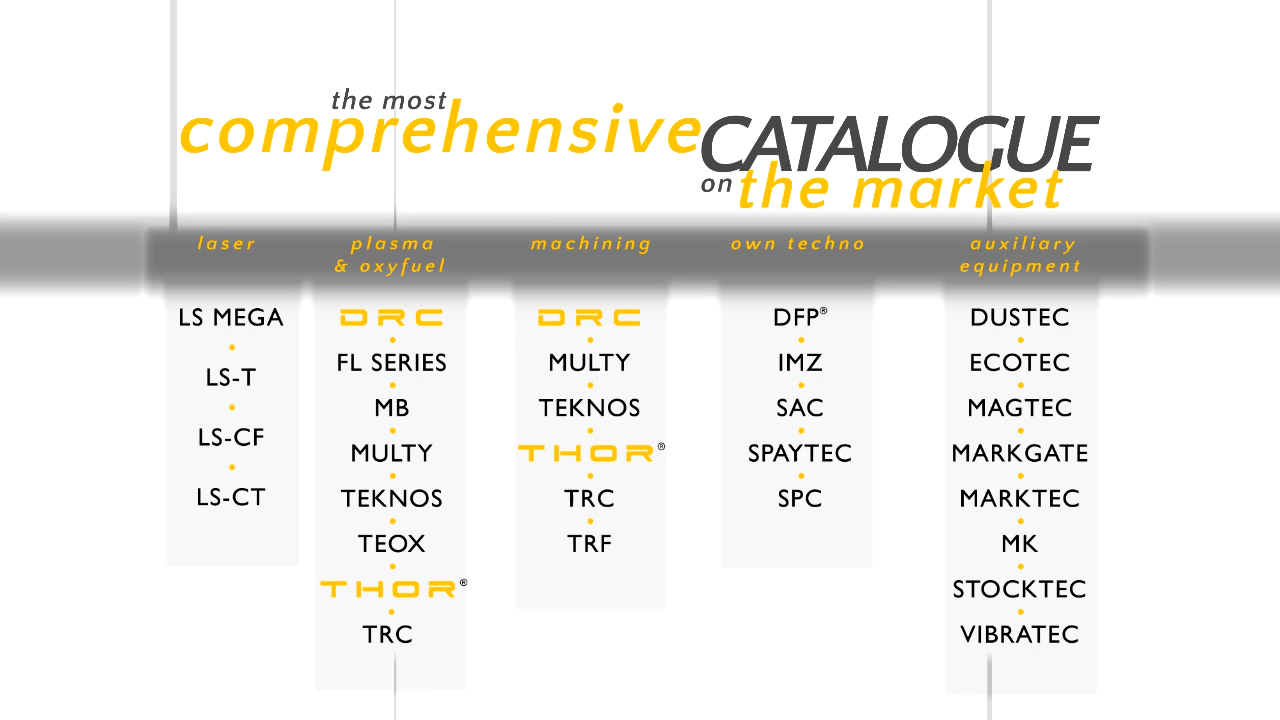 the most
comprehensive CATALOGUE
on the market
laser
LS MEGA
LS-T
LS-CF
LS-CT
plasma
& oxyfuel
DRC
FL SERIES
MB
MULTY
TEKNOS
TEOX
THOR®
TRC
machining
DRC
MULTY
TEKNOS
THOR®
TRC
TRF
own techno
DFP®
IMZ
SAC
SPAYTEC
SPC
auxiliary
equipment
DUSTEC
ECOTEC
MAGTEC
MARKGATE
MARKTEC
MK
STOCKTEC
VIBRATEC